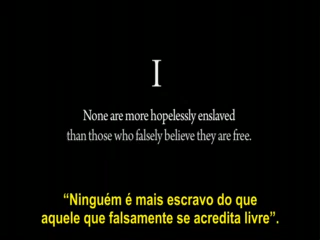 I
None are more hopelessly enslaved
than those who falsely believe they are free.
“Ninguém é mais escravo do que
aquele que falsamente se acredita livre”.